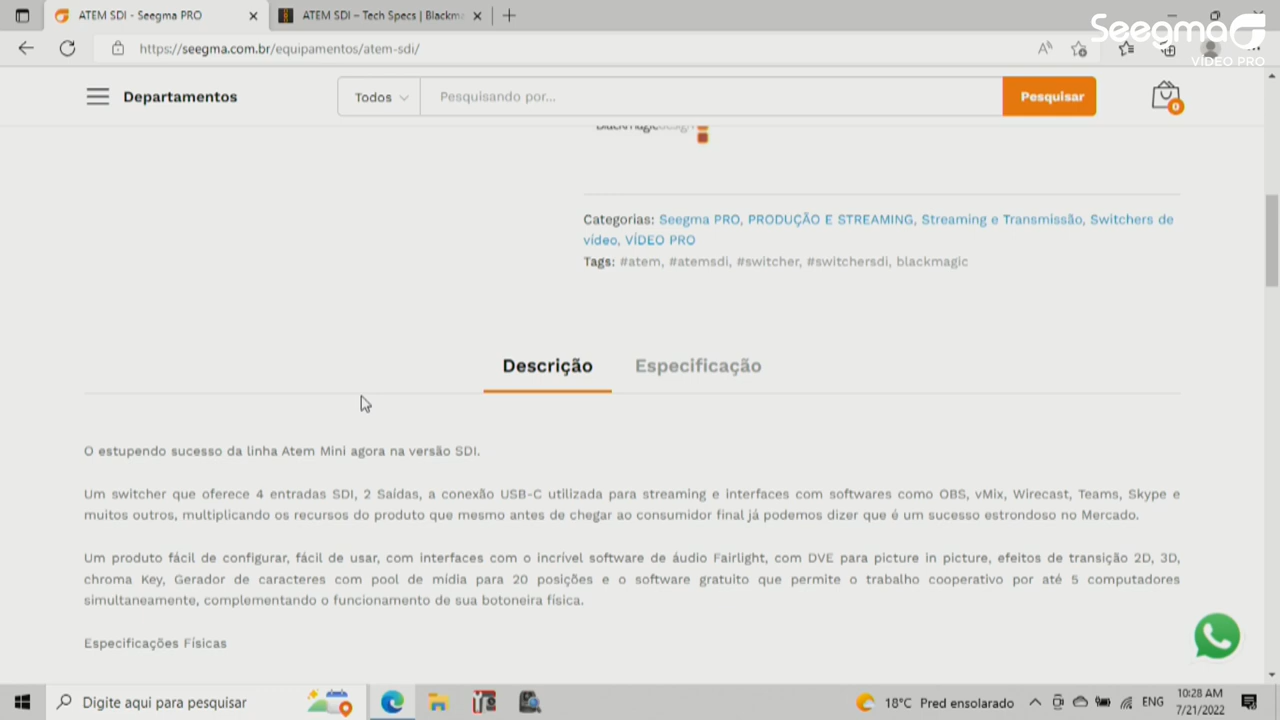 ATEM SDI - Seegma PRO
ATEM SDI – Tech Specs | Blackma
Seegma
VÍDEO PRO
https://seegma.com.br/equipamentos/atem-sdi/
Departamentos
Todos
Pesquisando por...
Pesquisar
0
blackmagicdesign
Categorias: Seegma PRO, PRODUÇÃO E STREAMING, Streaming e Transmissão, Switchers de
vídeo, VÍDEO PRO
Tags: #atem, #atemsdi, #switcher, #switchersdi, blackmagic
Descrição
Especificação
O estupendo sucesso da linha Atem Mini agora na versão SDI.
Um switcher que oferece 4 entradas SDI, 2 Saídas, a conexão USB-C utilizada para streaming e interfaces com softwares como OBS, vMix, Wirecast, Teams, Skype e
muitos outros, multiplicando os recursos do produto que mesmo antes de chegar ao consumidor final já podemos dizer que é um sucesso estrondoso no Mercado.
Um produto fácil de configurar, fácil de usar, com interfaces com o incrível software de áudio Fairlight, com DVE para picture in picture, efeitos de transição 2D, 3D,
chroma Key, Gerador de caracteres com pool de mídia para 20 posições e o software gratuito que permite o trabalho cooperativo por até 5 computadores
simultaneamente, complementando o funcionamento de sua botoneira física.
Especificações Físicas
Digite aqui para pesquisar
18°C Pred ensolarado
ENG
10:28 AM
7/21/2022